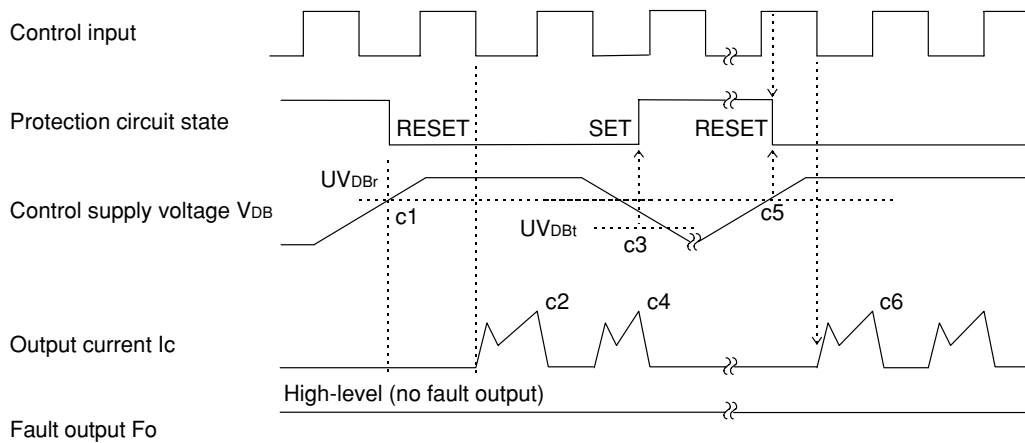 Control input
Protection circuit state
RESET
SET
RESET
UVDBr
Control supply voltage VDB
c1
c5
UVDBt
c3
c2
c4
c6
Output current Ic
High-level (no fault output)
Fault output Fo